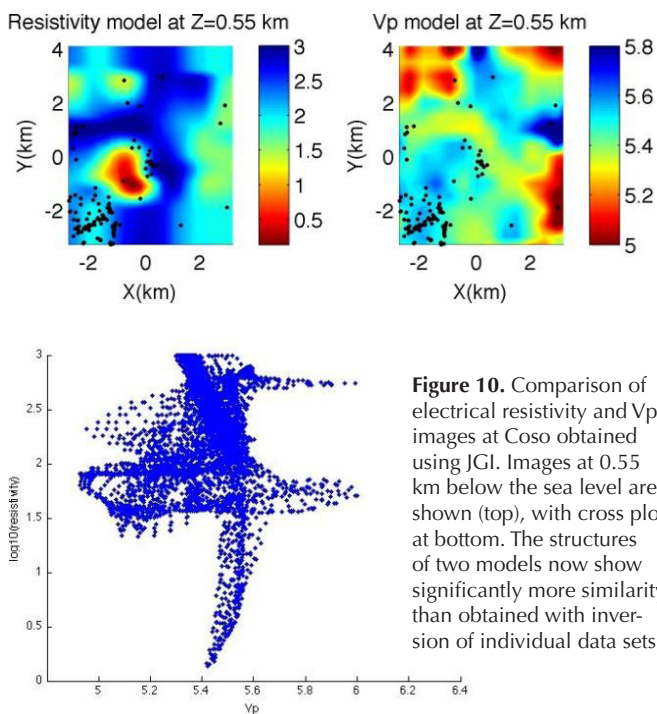 Resistivity model at Z=0.55 km
Vp model at Z=0.55 km
4
2
0
-2
Y(km)
-2 0 2
X(km)
3
2.5
2
1.5
1
0.5
4
2
0
-2
Y(km)
-2 0 2
X(km)
5.8
5.6
5.4
5.2
5
3
2.5
2
1.5
1
0.5
0
log10(resistivity)
5 5.2 5.4 5.6 5.8 6 6.2 6.4
Vp
Figure 10. Comparison of
electrical resistivity and Vp
images at Coso obtained
using JGI. Images at 0.55
km below the sea level are
shown (top), with cross plo
at bottom. The structures
of two models now show
significantly more similarity
than obtained with inver-
sion of individual data sets